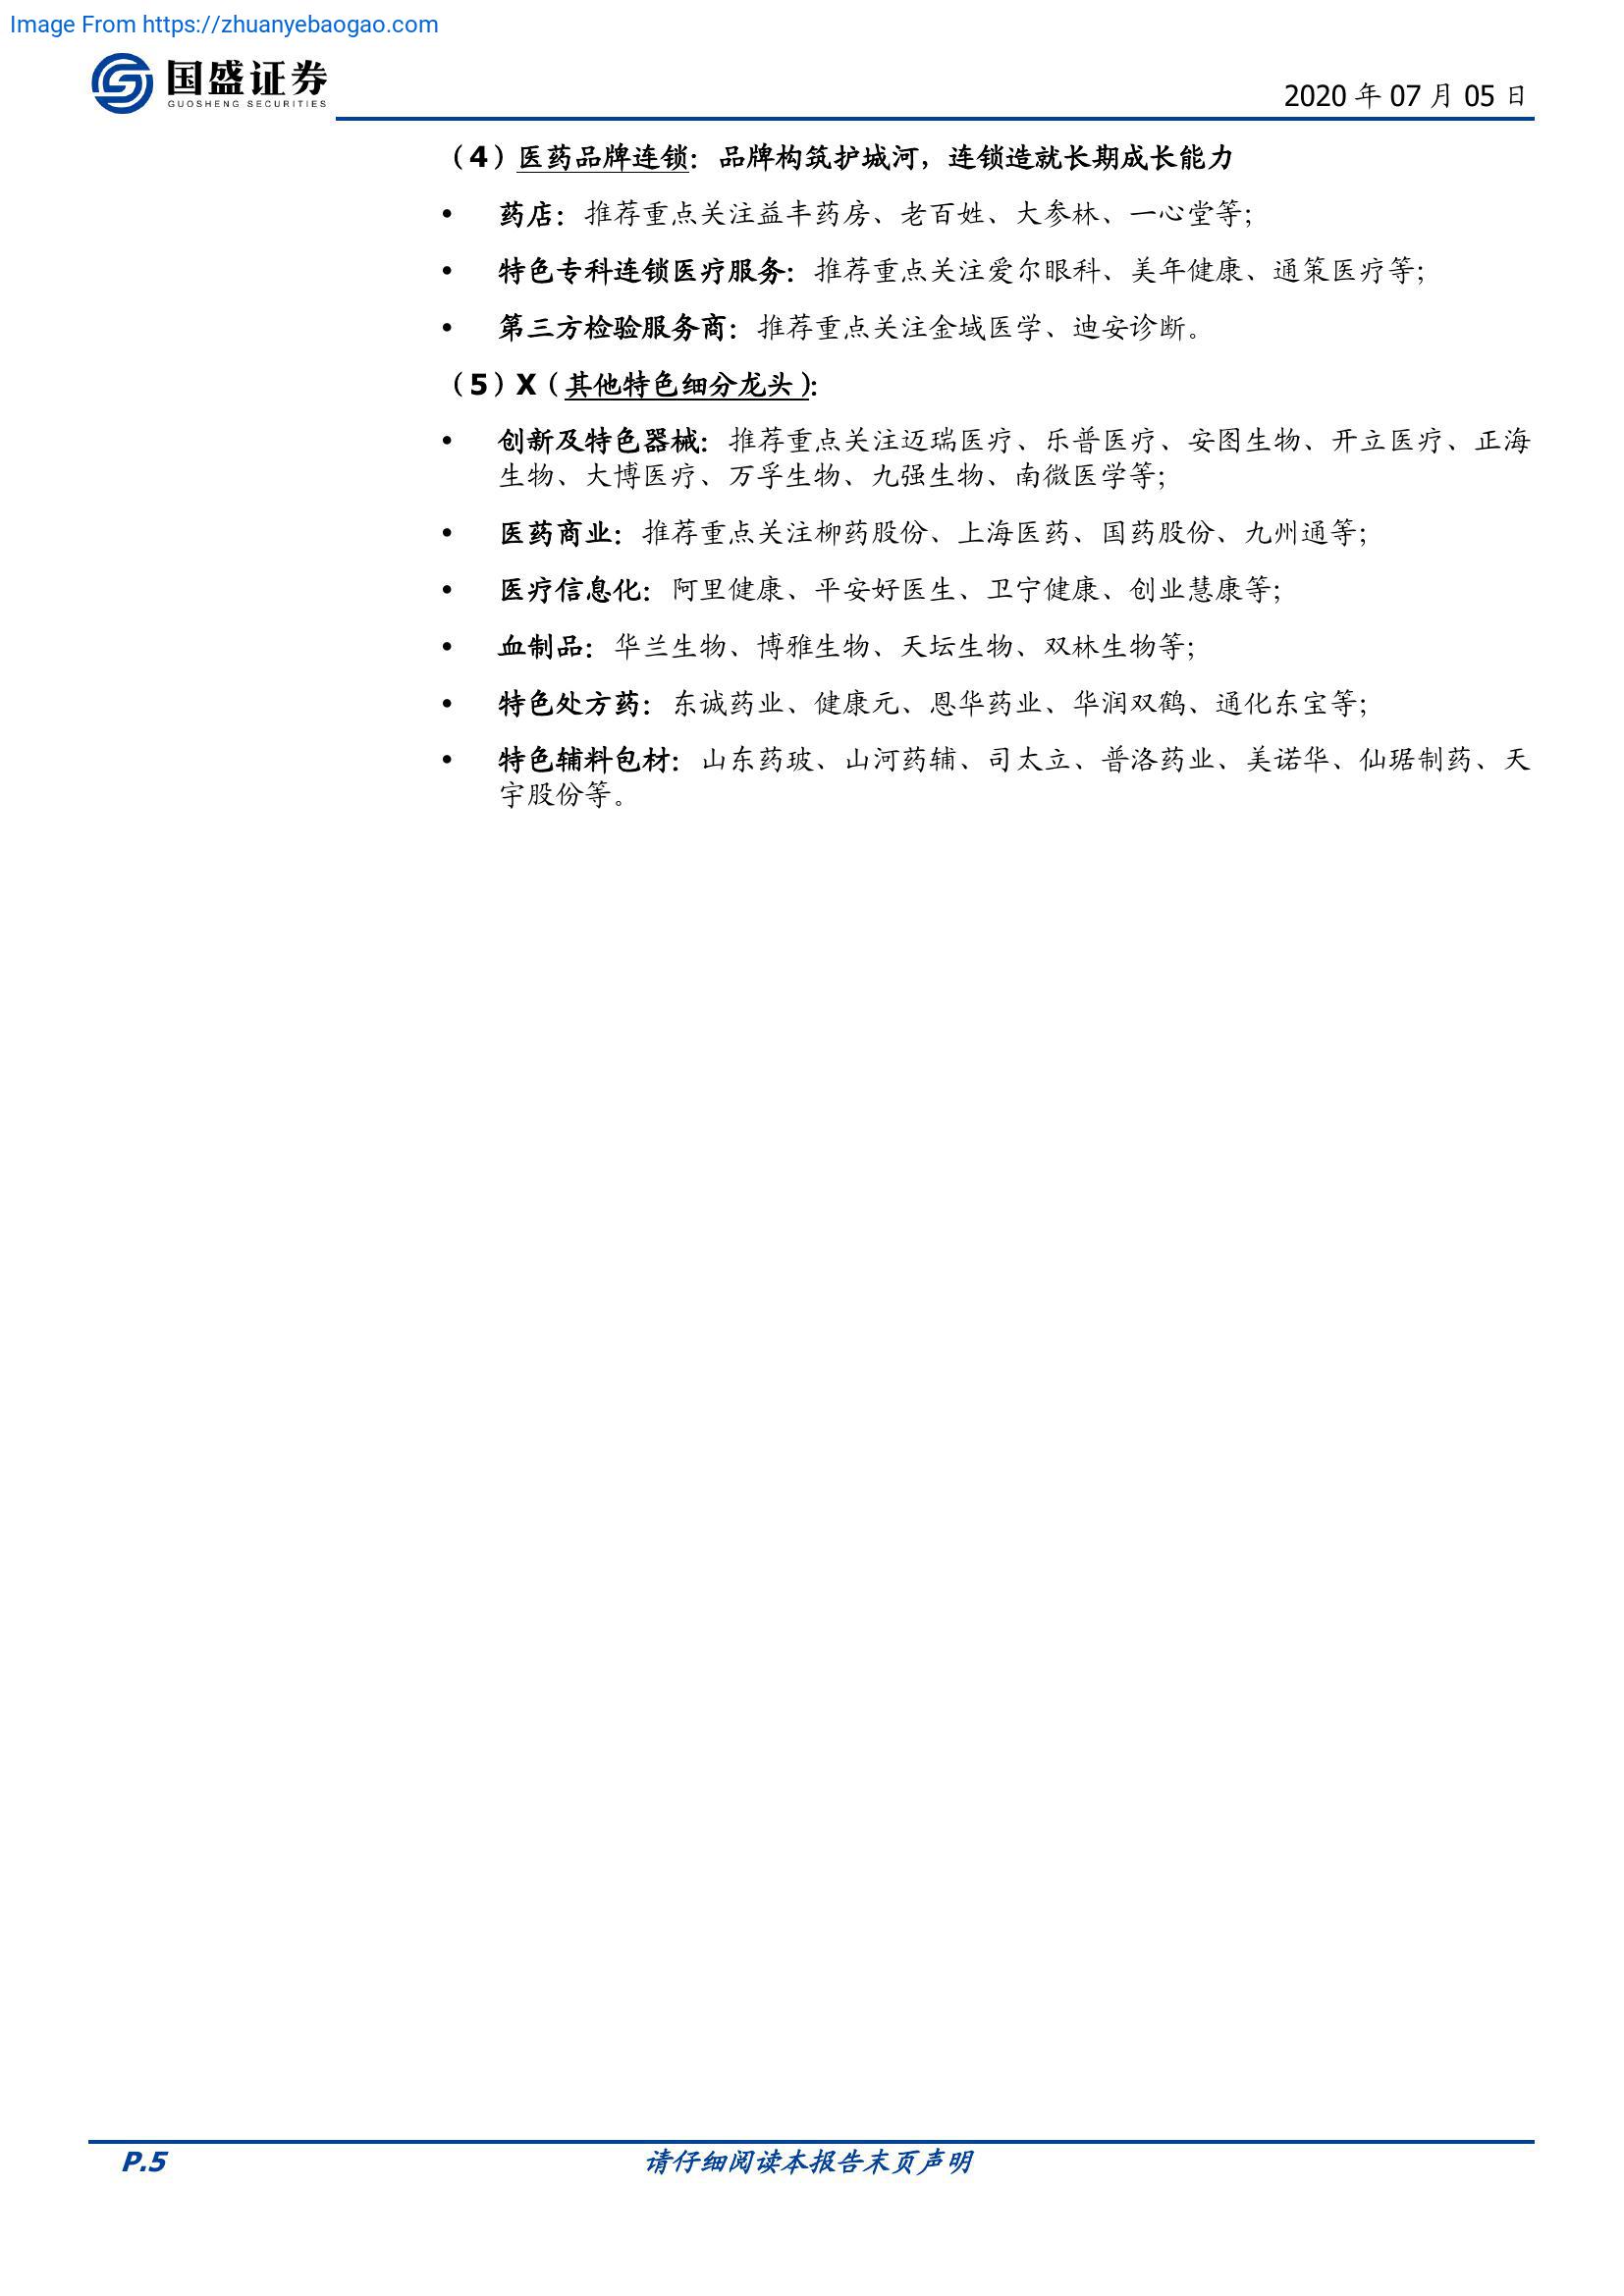 Image From https://zhuanyebaogao.com
国盛证券
GUOSHENG SECURITIES
2020 年 07 月 05 日
（4）医药品牌连锁：品牌构筑护城河，连锁造就长期成长能力
• 药店：推荐重点关注益丰药房、老百姓、大参林、一心堂等；
• 特色专科连锁医疗服务：推荐重点关注爱尔眼科、美年健康、通策医疗等；
• 第三方检验服务商：推荐重点关注金域医学、迪安诊断。
（5）X（其他特色细分龙头）：
• 创新及特色器械：推荐重点关注迈瑞医疗、乐普医疗、安图生物、开立医疗、正海
生物、大博医疗、万孚生物、九强生物、南微医学等；
• 医药商业：推荐重点关注柳药股份、上海医药、国药股份、九州通等；
• 医疗信息化：阿里健康、平安好医生、卫宁健康、创业慧康等；
• 血制品：华兰生物、博雅生物、天坛生物、双林生物等；
• 特色处方药：东诚药业、健康元、恩华药业、华润双鹤、通化东宝等；
• 特色辅料包材：山东药玻、山河药辅、司太立、普洛药业、美诺华、仙琚制药、天
宇股份等。
P.5
请仔细阅读本报告末页声明